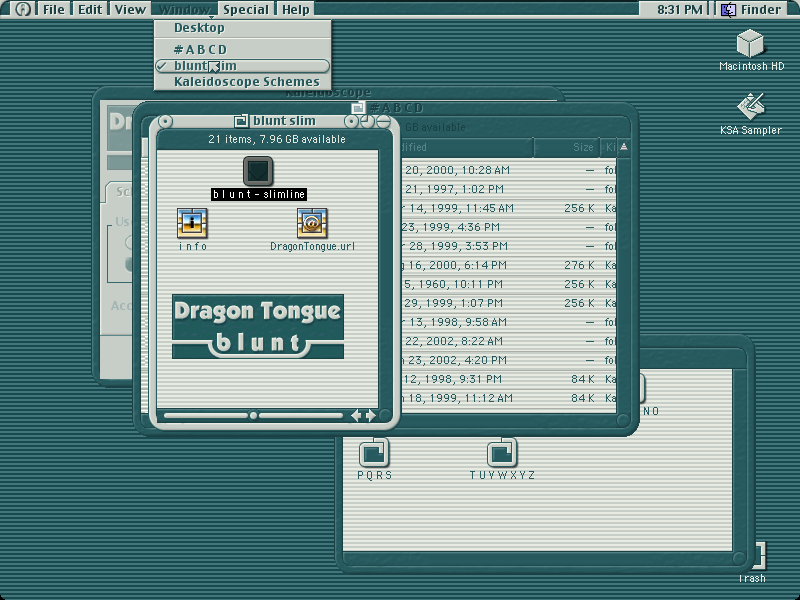 File Edit View Window Special Help 8:31 PM Finder
Desktop
#ABCD
blunt slim
Kaleidoscope Schemes
Macintosh HD
KSA Sampler
Kaleidoscope
#ABCD
blunt slim
21 items, 7.96 GB available
GB available
Size
blunt-slimline
info
DragonTongue.url
Dragon Tongue
blunt
20, 2000, 10:28 AM — fol
21, 1997, 1:02 PM — fol
r 14, 1999, 11:45 AM 256 K Ka
23, 1999, 4:36 PM — fol
r 28, 1999, 3:53 PM — fol
g 16, 2000, 6:14 PM 276 K Ka
5, 1960, 10:11 PM 256 K Ka
29, 1999, 1:07 PM 256 K Ka
r 13, 1998, 9:58 AM — fol
22, 2002, 8:22 AM — fol
23, 2002, 4:20 PM — fol
12, 1998, 9:31 PM 84 K Ka
18, 1999, 11:12 AM 84 K Ka
NO
PQRS
TUVWXYZ
Trash